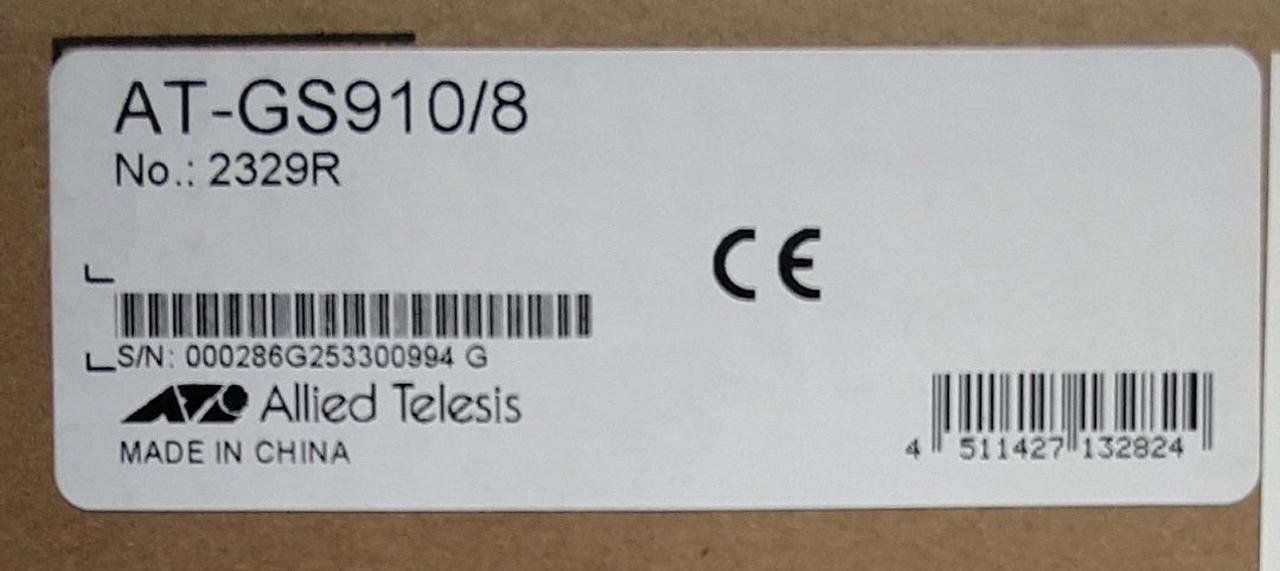 AT-GS910/8
No.: 2329R
CE
S/N: 000286G253300994 G
Allied Telesis
MADE IN CHINA
4 511427 132824